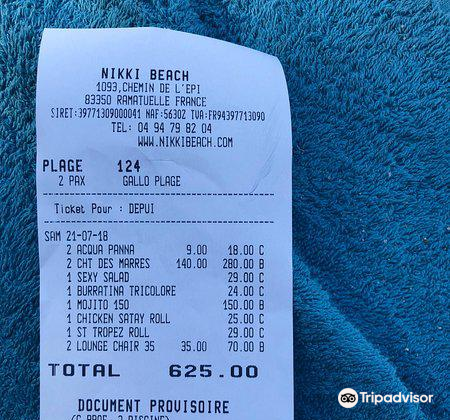 NIKKI BEACH
1093,CHEMIN DE L'EPI
83350 RAMATUELLE FRANCE
SIRET:39771309000041 NAF:5630Z TVA:FR94397713090
TEL: 04 94 79 82 04
WWW.NIKKIBEACH.COM
PLAGE 124
2 PAX GALLO PLAGE
Ticket Pour : DEPUI
SAM 21-07-18
2 ACQUA PANNA 9.00 18.00 C
2 CHT DES MARRES 140.00 280.00 B
1 SEXY SALAD 29.00 C
1 BURRATINA TRICOLORE 24.00 C
1 MOJITO 150 150.00 B
1 CHICKEN SATAY ROLL 25.00 C
1 ST TROPEZ ROLL 29.00 C
2 LOUNGE CHAIR 35 35.00 70.00 B
TOTAL 625.00
DOCUMENT PROVISOIRE
Tripadvisor